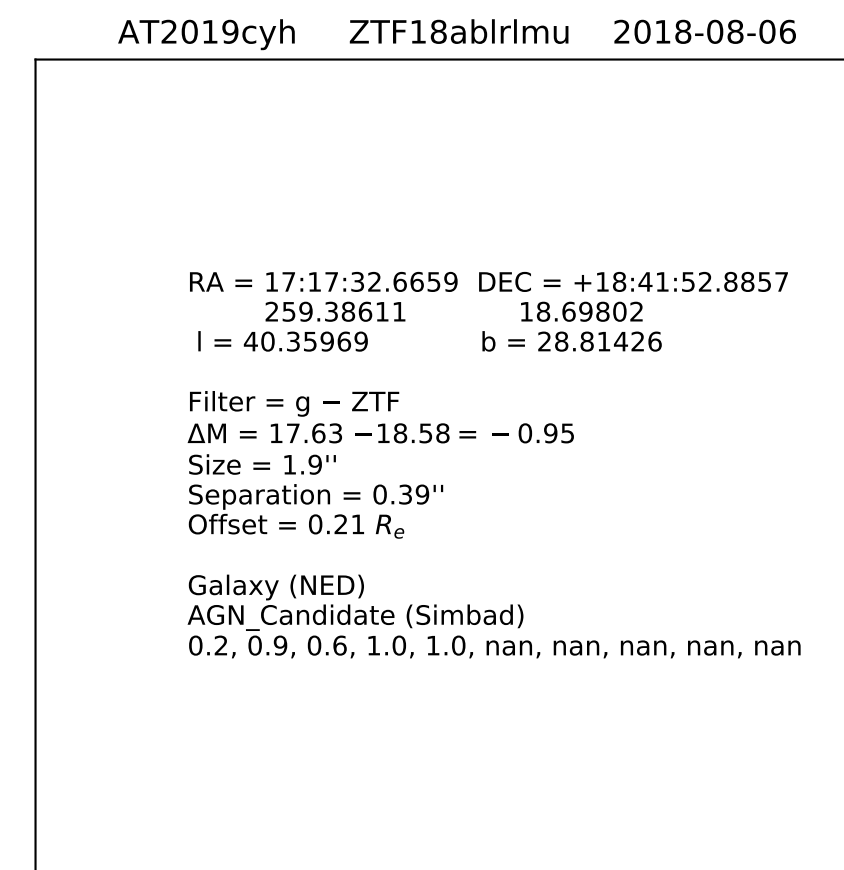 AT2019cyh ZTF18ablrlmu 2018-08-06
RA = 17:17:32.6659 DEC = +18:41:52.8857
259.38611 18.69802
l = 40.35969 b = 28.81426
Filter = g − ZTF
ΔM = 17.63 −18.58 = − 0.95
Size = 1.9''
Separation = 0.39''
Offset = 0.21 Rₑ
Galaxy (NED)
AGN_Candidate (Simbad)
0.2, 0.9, 0.6, 1.0, 1.0, nan, nan, nan, nan, nan